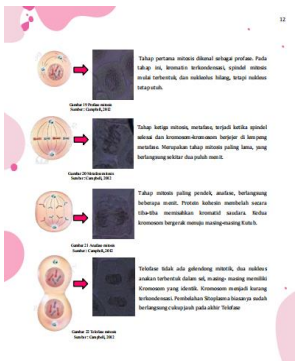 12
Tahap pertama mitosis dikenal sebagai profase. Pada
tahap ini, kromatin terkondensasi, spindel mitosis
mulai terbentuk, dan nukleolus hilang, tetapi nukleus
tetap utuh.
Gambar 19 Profase mitosis
Sumber : Campbell, 2012
Tahap ketiga mitosis, metafase, terjadi ketika spindel
selesai dan kromosom-kromosom berjejer di lempeng
metafase. Merupakan tahap mitosis paling lama, yang
berlangsung sekitar dua puluh menit.
Gambar 20 Metafase mitosis
Sumber : Campbell, 2012
Tahap mitosis paling pendek, anafase, berlangsung
beberapa menit. Protein kohesin membelah secara
tiba-tiba memisahkan kromatid saudara. Kedua
kromosom bergerak menuju masing-masing Kutub.
Gambar 21 Anafase mitosis
Sumber : Campbell, 2012
Telofase tidak ada gelendong mitotik, dua nukleus
anakan terbentuk dalam sel, masing- masing memiliki
Kromosom yang identik. Kromosom menjadi kurang
terkondensasi. Pembelahan Sitoplasma biasanya sudah
berlangsung cukup jauh pada akhir Telofase
Gambar 22 Telofase mitosis
Sumber : Campbell, 2012